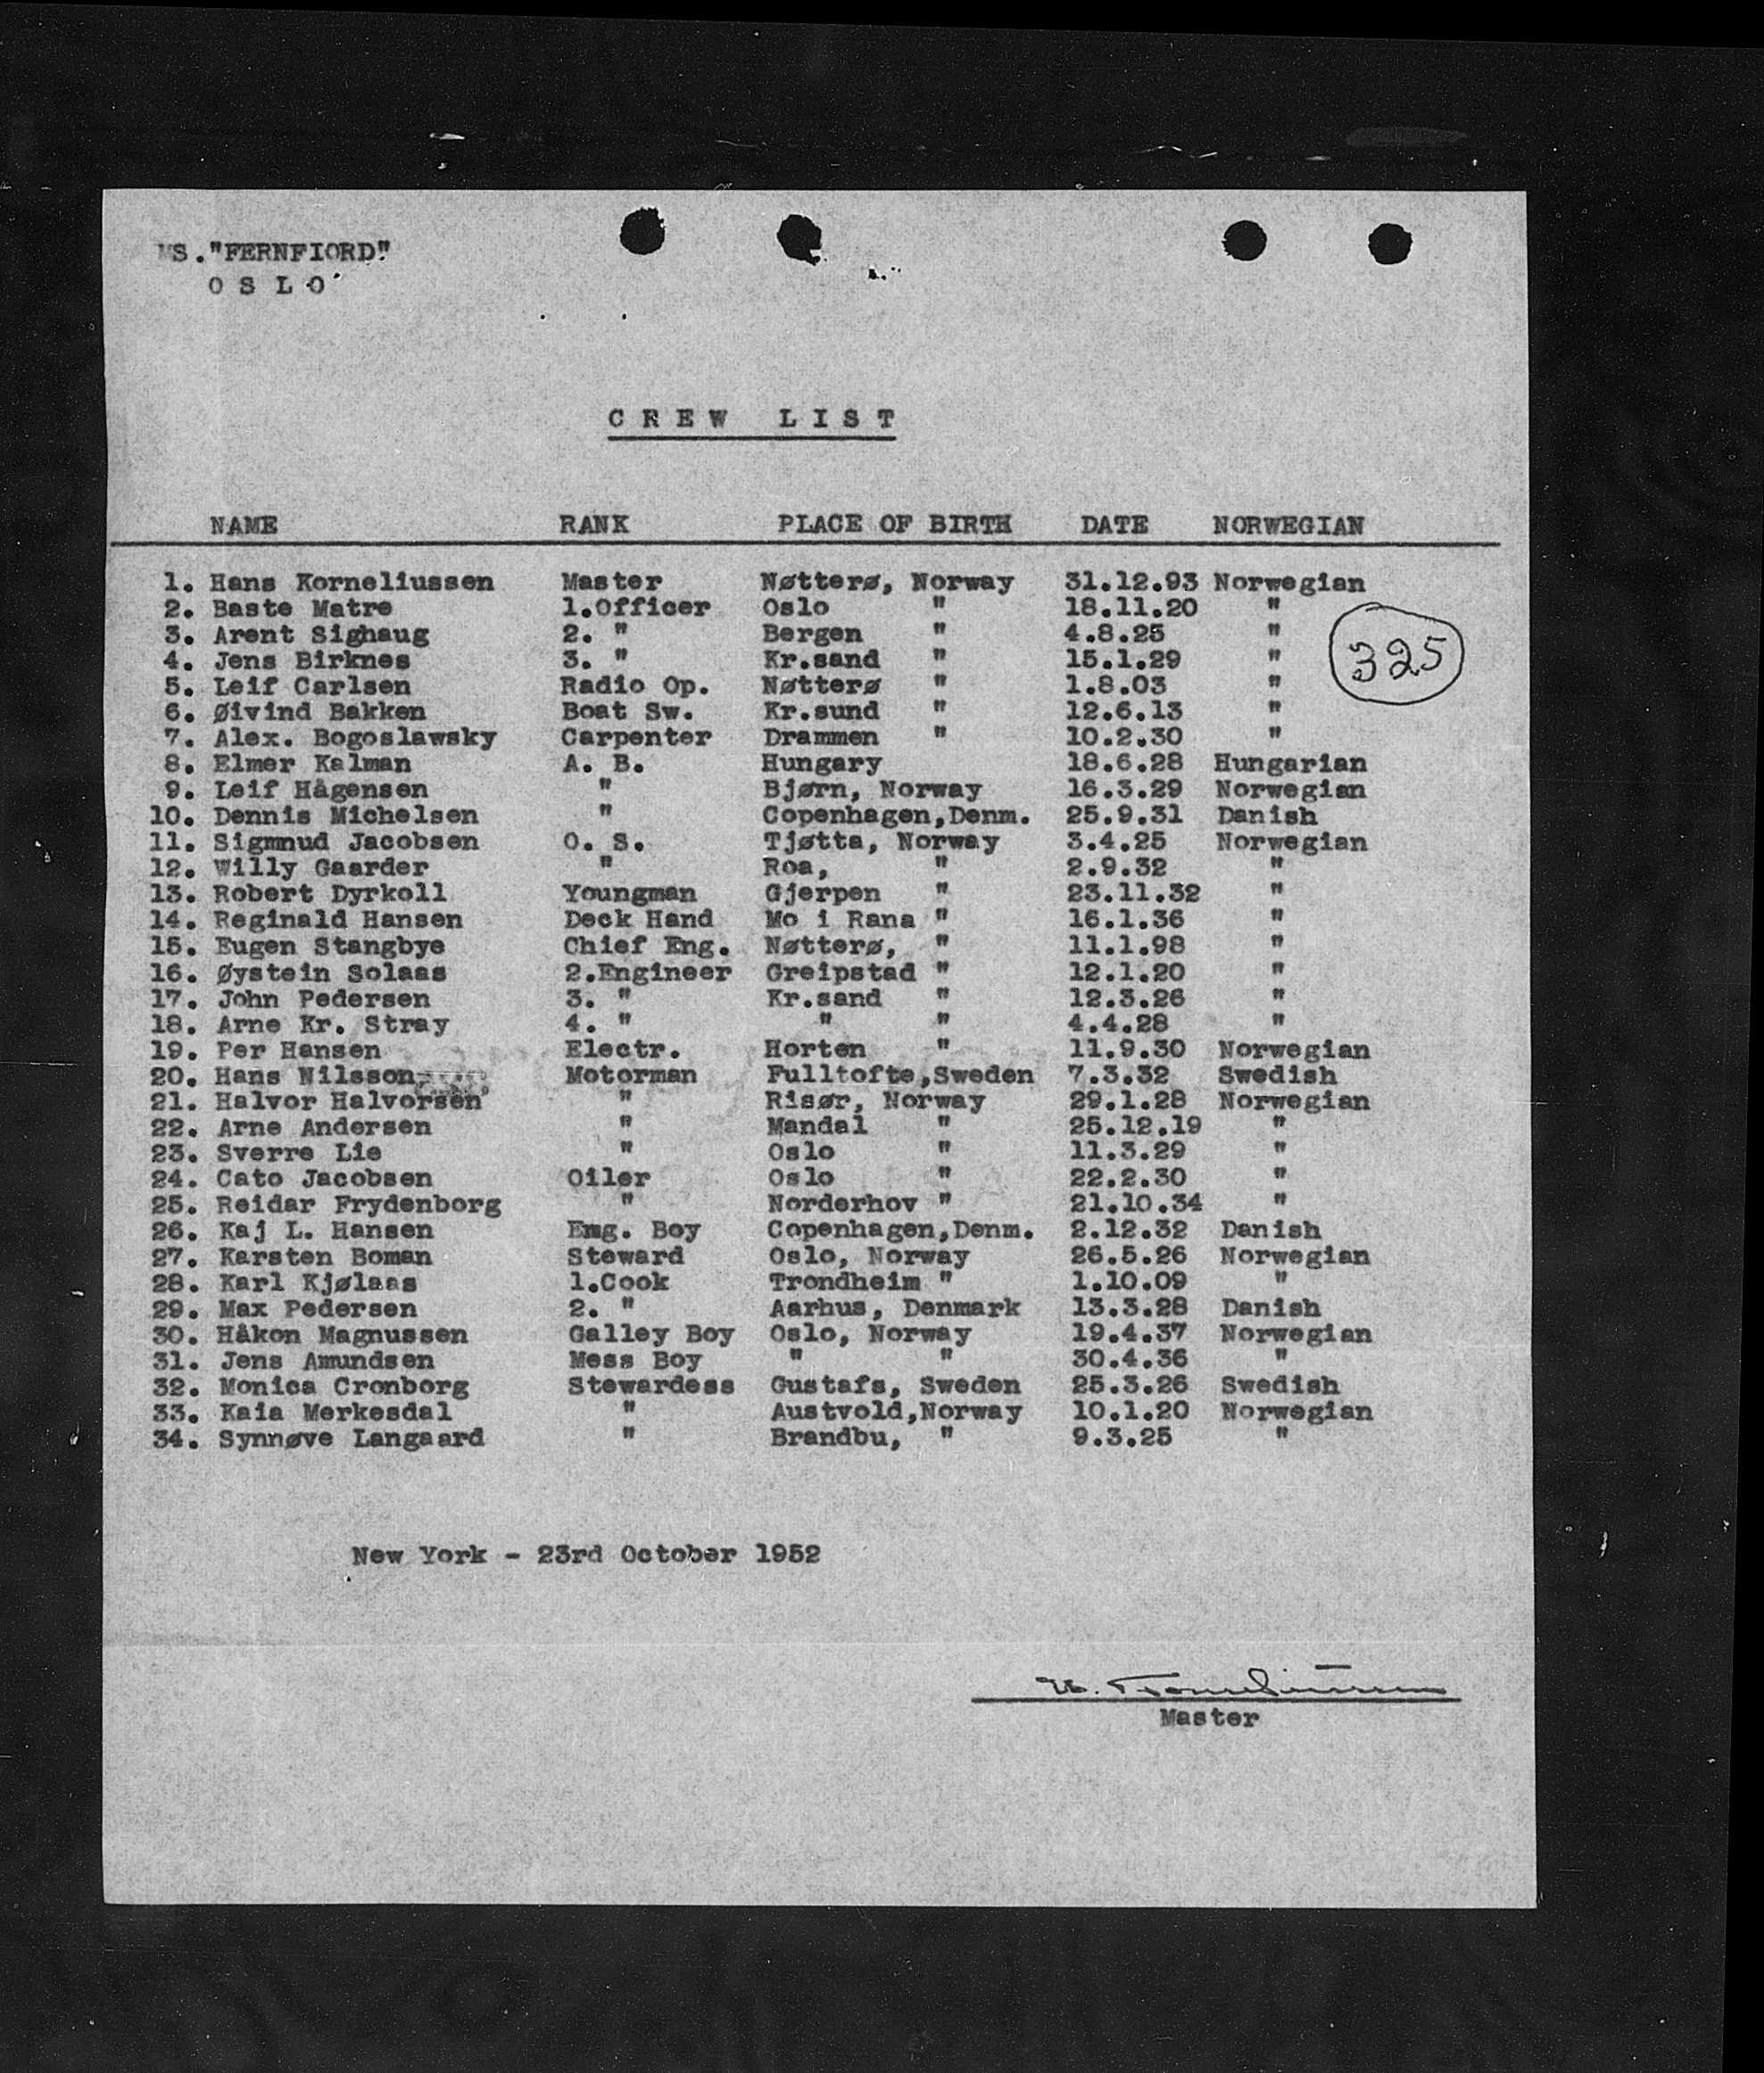 MS."FERNFIORD"
O S L O
C R E W   L I S T
NAME RANK PLACE OF BIRTH DATE NORWEGIAN
1. Hans Korneliussen Master Nøtterø, Norway 31.12.93 Norwegian
2. Baste Matre 1.Officer Oslo " 18.11.20 "
3. Arent Sighaug 2. " Bergen " 4.8.25 "
4. Jens Birknes 3. " Kr.sand " 15.1.29 "
325
5. Leif Carlsen Radio Op. Nøtterø " 1.8.03 "
6. Øivind Bakken Boat Sw. Kr.sund " 12.6.13 "
7. Alex. Bogoslawsky Carpenter Drammen " 10.2.30 "
8. Elmer Kalman A. B. Hungary 18.6.28 Hungarian
9. Leif Hågensen " Bjørn, Norway 16.3.29 Norwegian
10. Dennis Michelsen " Copenhagen,Denm. 25.9.31 Danish
11. Sigmnud Jacobsen O. S. Tjøtta, Norway 3.4.25 Norwegian
12. Willy Gaarder " Roa, " 2.9.32 "
13. Robert Dyrkoll Youngman Gjerpen " 23.11.32 "
14. Reginald Hansen Deck Hand Mo i Rana " 16.1.36 "
15. Eugen Stangbye Chief Eng. Nøtterø, " 11.1.98 "
16. Øystein Solaas 2.Engineer Greipstad " 12.1.20 "
17. John Pedersen 3. " Kr.sand " 12.3.26 "
18. Arne Kr. Stray 4. " " " 4.4.28 "
19. Per Hansen Electr. Horten " 11.9.30 Norwegian
20. Hans Nilsson Motorman Fulltofte,Sweden 7.3.32 Swedish
21. Halvor Halvorsen " Risør, Norway 29.1.28 Norwegian
22. Arne Andersen " Mandal " 25.12.19 "
23. Sverre Lie " Oslo " 11.3.29 "
24. Cato Jacobsen Oiler Oslo " 22.2.30 "
25. Reidar Frydenborg " Norderhov " 21.10.34 "
26. Kaj L. Hansen Emg. Boy Copenhagen,Denm. 2.12.32 Danish
27. Karsten Boman Steward Oslo, Norway 26.5.26 Norwegian
28. Karl Kjølaas 1.Cook Trondheim " 1.10.09 "
29. Max Pedersen 2. " Aarhus, Denmark 13.3.28 Danish
30. Håkon Magnussen Galley Boy Oslo, Norway 19.4.37 Norwegian
31. Jens Amundsen Mess Boy " " 30.4.36 "
32. Monica Cronborg Stewardess Gustafs, Sweden 25.3.26 Swedish
33. Kaia Merkesdal " Austvold,Norway 10.1.20 Norwegian
34. Synnøve Langaard " Brandbu, " 9.3.25 "
New York - 23rd October 1952
Master